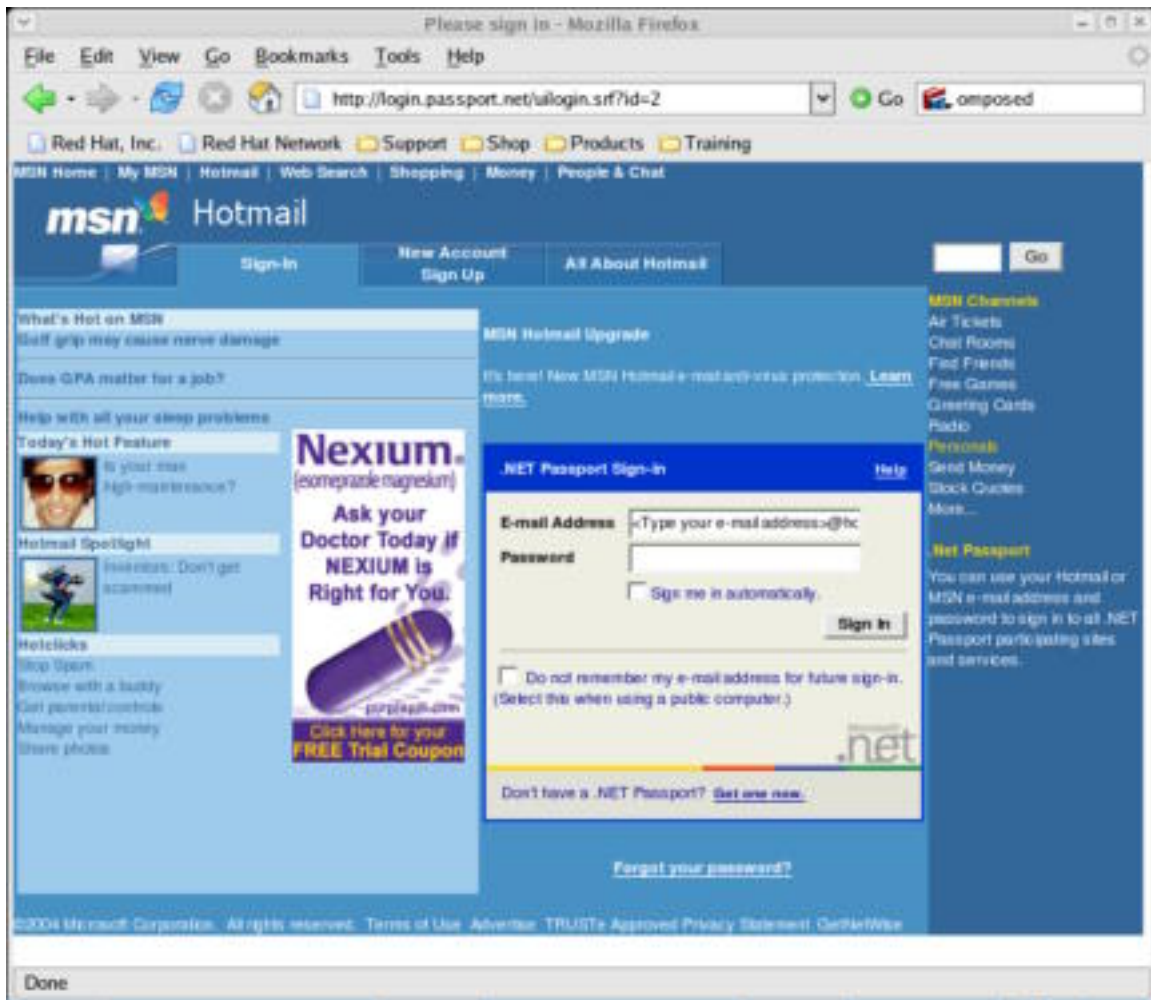 Please sign in - Mozilla Firefox
File Edit View Go Bookmarks Tools Help
http://login.passport.net/uilogin.srf?id=2 Go omposed
Red Hat, Inc. Red Hat Network Support Shop Products Training
MSN Home | My MSN | Hotmail | Web Search | Shopping | Money | People & Chat
msn Hotmail
Sign-In
New Account
Sign Up
All About Hotmail
Go
What's Hot on MSN
Golf grip may cause nerve damage
Does GPA matter for a job?
Help with all your sleep problems
Today's Hot Feature
Is your man
high-maintenance?
Hotmail Spotlight
Inventors: Don't get
scammed
Hotclicks
Stop Spam
Browse with a buddy
Get parental controls
Manage your money
Share photos
Nexium
(esomeprazole magnesium)
Ask your
Doctor Today if
NEXIUM is
Right for You.
purplepill.com
Click Here for your
FREE Trial Coupon
MSN Hotmail Upgrade
It's here! New MSN Hotmail e-mail anti-virus protection. Learn
more.
.NET Passport Sign-in Help
E-mail Address <Type your e-mail address>@ho
Password
Sign me in automatically.
Sign In
Do not remember my e-mail address for future sign-in.
(Select this when using a public computer.)
.net
Don't have a .NET Passport? Get one now.
Forgot your password?
MSN Channels
Air Tickets
Chat Rooms
Find Friends
Free Games
Greeting Cards
Radio
Personals
Send Money
Stock Quotes
More...
.Net Passport
You can use your Hotmail or
MSN e-mail address and
password to sign in to all .NET
Passport participating sites
and services.
©2004 Microsoft Corporation. All rights reserved. Terms of Use Advertise TRUSTe Approved Privacy Statement GetNetWise
Done